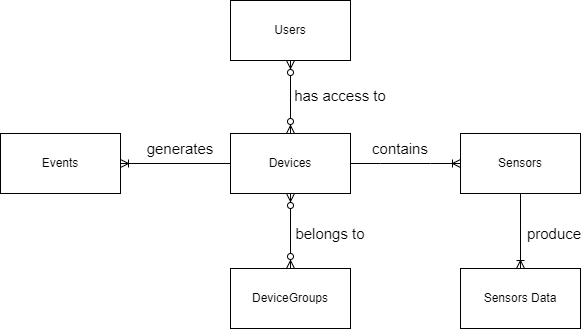 Users
has access to
Events
generates
Devices
contains
Sensors
belongs to
produce
DeviceGroups
Sensors Data